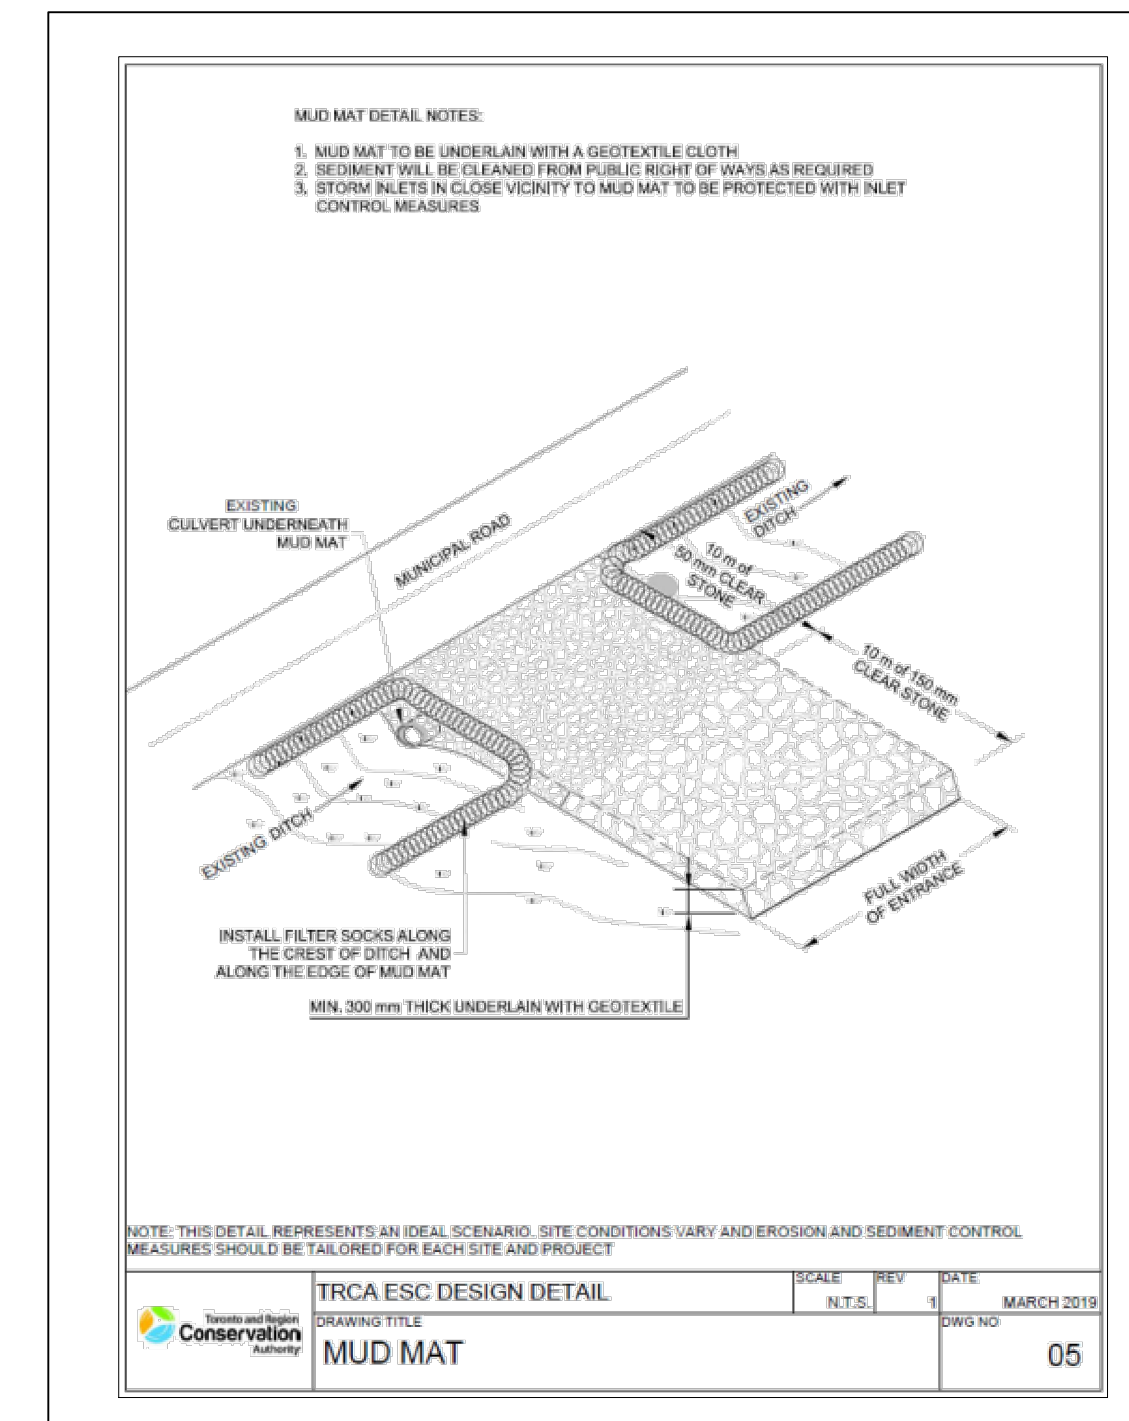 MUD MAT DETAIL NOTES:
1. MUD MAT TO BE UNDERLAIN WITH A GEOTEXTILE CLOTH
2. SEDIMENT WILL BE CLEANED FROM PUBLIC RIGHT OF WAYS AS REQUIRED
3. STORM INLETS IN CLOSE VICINITY TO MUD MAT TO BE PROTECTED WITH INLET
CONTROL MEASURES
EXISTING
CULVERT UNDERNEATH
MUD MAT
MUNICIPAL ROAD
EXISTING
DITCH
10 m of
50 mm CLEAR
STONE
10 m of 150 mm
CLEAR STONE
EXISTING DITCH
FULL WIDTH
OF ENTRANCE
INSTALL FILTER SOCKS ALONG
THE CREST OF DITCH AND
ALONG THE EDGE OF MUD MAT
MIN. 300 mm THICK UNDERLAIN WITH GEOTEXTILE
NOTE: THIS DETAIL REPRESENTS AN IDEAL SCENARIO. SITE CONDITIONS VARY AND EROSION AND SEDIMENT CONTROL
MEASURES SHOULD BE TAILORED FOR EACH SITE AND PROJECT
Toronto and Region
Conservation
Authority
TRCA ESC DESIGN DETAIL
SCALE
N.T.S.
REV
1
DATE
MARCH 2019
DRAWING TITLE
MUD MAT
DWG NO
05